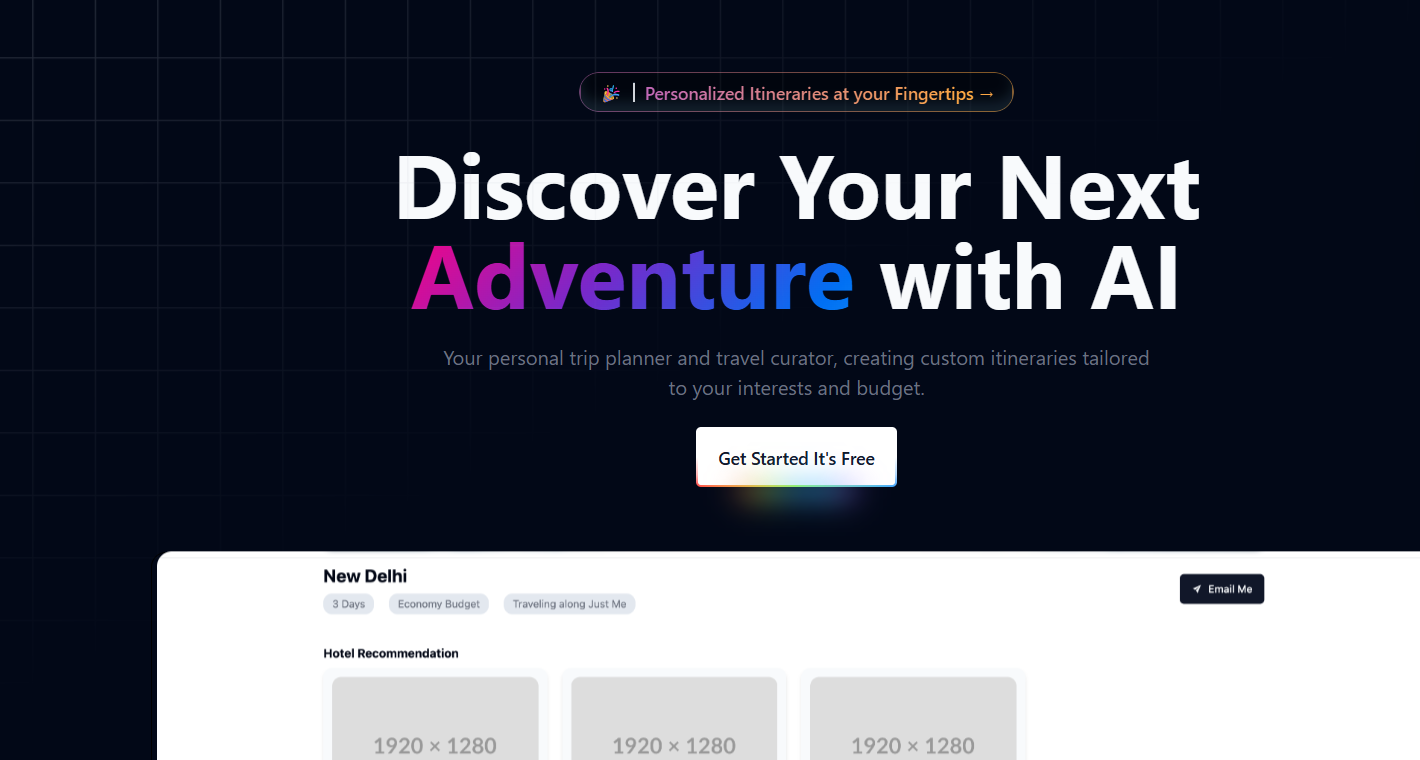 🎉 | Personalized Itineraries at your Fingertips →
Discover Your Next
Adventure with AI
Your personal trip planner and travel curator, creating custom itineraries tailored
to your interests and budget.
Get Started It's Free
New Delhi
Email Me
3 Days
Economy Budget
Traveling along Just Me
Hotel Recommendation
1920 × 1280
1920 × 1280
1920 × 1280